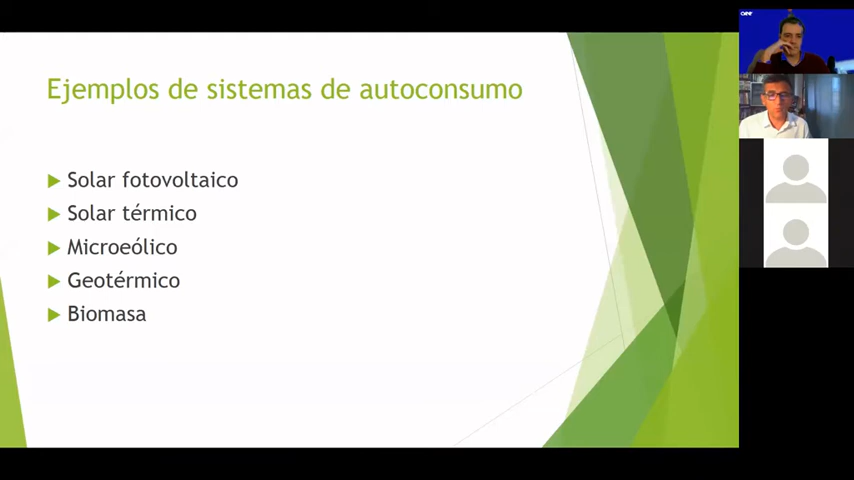 Ejemplos de sistemas de autoconsumo
Solar fotovoltaico
Solar térmico
Microeólico
Geotérmico
Biomasa